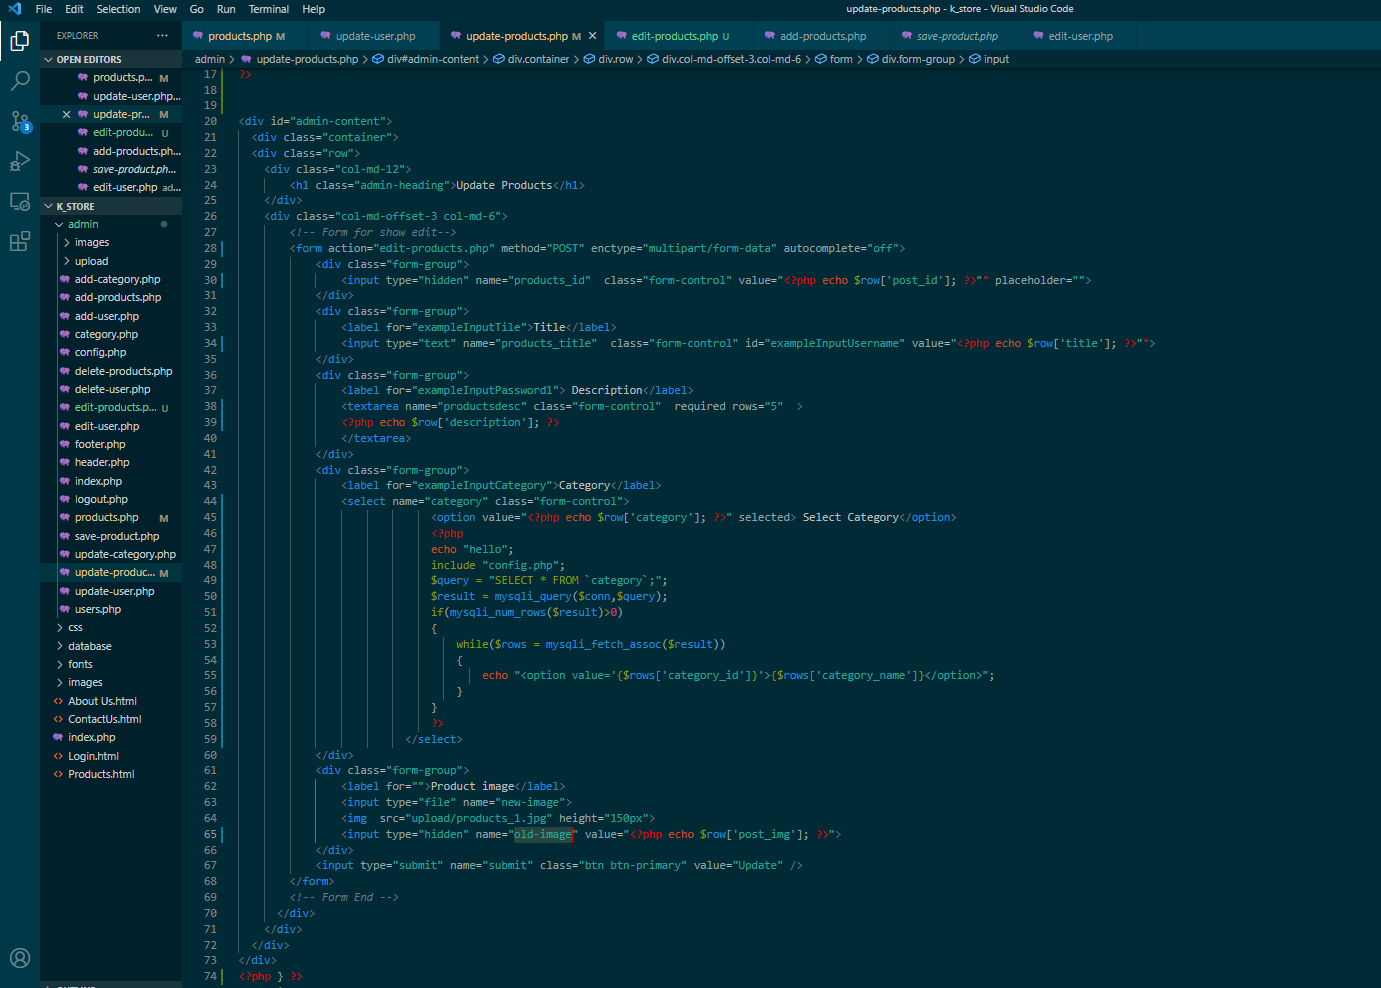 File Edit Selection View Go Run Terminal Help
update-products.php - k_store - Visual Studio Code
EXPLORER ···
products.php M
update-user.php
update-products.php M
edit-products.php U
add-products.php
save-product.php
edit-user.php
OPEN EDITORS
products.p... M
update-user.php...
update-pr... M
edit-produ... U
add-products.ph...
save-product.ph...
edit-user.php ad...
K_STORE
admin
images
upload
add-category.php
add-products.php
add-user.php
category.php
config.php
delete-products.php
delete-user.php
edit-products.p... U
edit-user.php
footer.php
header.php
index.php
logout.php
products.php M
save-product.php
update-category.php
update-produc... M
update-user.php
users.php
css
database
fonts
images
About Us.html
ContactUs.html
index.php
Login.html
Products.html
3
admin > update-products.php > div#admin-content > div.container > div.row > div.col-md-offset-3.col-md-6 > form > div.form-group > input
17 ?>
18
19
20 <div id="admin-content">
21 <div class="container">
22 <div class="row">
23 <div class="col-md-12">
24 <h1 class="admin-heading">Update Products</h1>
25 </div>
26 <div class="col-md-offset-3 col-md-6">
27 <!-- Form for show edit-->
28 <form action="edit-products.php" method="POST" enctype="multipart/form-data" autocomplete="off">
29 <div class="form-group">
30 <input type="hidden" name="products_id"  class="form-control" value="<?php echo $row['post_id']; ?>"" placeholder="">
31 </div>
32 <div class="form-group">
33 <label for="exampleInputTile">Title</label>
34 <input type="text" name="products_title"  class="form-control" id="exampleInputUsername" value="<?php echo $row['title']; ?>"">
35 </div>
36 <div class="form-group">
37 <label for="exampleInputPassword1"> Description</label>
38 <textarea name="productsdesc" class="form-control"  required rows="5"  >
39 <?php echo $row['description']; ?>
40 </textarea>
41 </div>
42 <div class="form-group">
43 <label for="exampleInputCategory">Category</label>
44 <select name="category" class="form-control">
45 <option value="<?php echo $row['category']; ?>" selected> Select Category</option>
46 <?php
47 echo "hello";
48 include "config.php";
49 $query = "SELECT * FROM `category`;";
50 $result = mysqli_query($conn,$query);
51 if(mysqli_num_rows($result)>0)
52 {
53 while($rows = mysqli_fetch_assoc($result))
54 {
55 echo "<option value='{$rows['category_id']}'>{$rows['category_name']}</option>";
56 }
57 }
58 ?>
59 </select>
60 </div>
61 <div class="form-group">
62 <label for="">Product image</label>
63 <input type="file" name="new-image">
64 <img  src="upload/products_1.jpg" height="150px">
65 <input type="hidden" name="old-image" value="<?php echo $row['post_img']; ?>">
66 </div>
67 <input type="submit" name="submit" class="btn btn-primary" value="Update" />
68 </form>
69 <!-- Form End -->
70 </div>
71 </div>
72 </div>
73 </div>
74 <?php } ?>